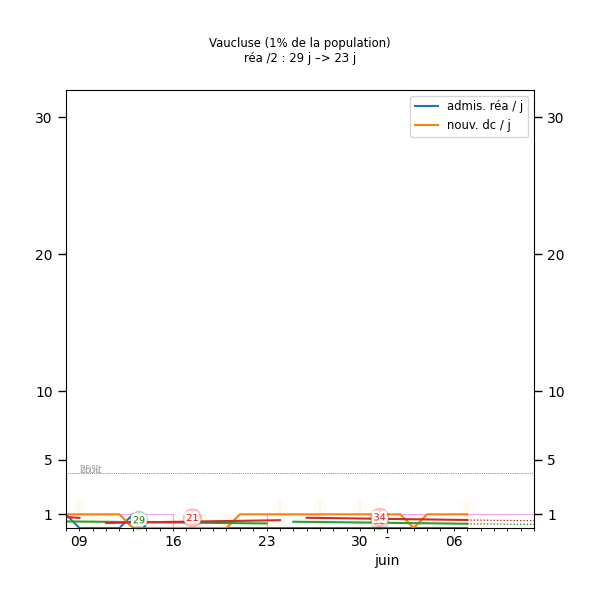 Vaucluse (1% de la population)
réa /2 : 29 j –> 23 j
admis. réa / j
nouv. dc / j
30 30
20 20
10 10
5 5
1 1
29 21 34
09 16 23 30 - 06
juin